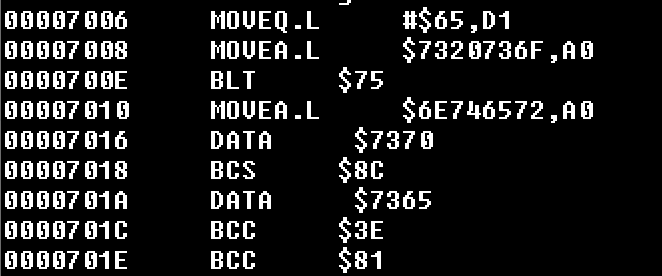 00007006 MOVEQ.L #$65,D1
00007008 MOVEA.L $7320736F,A0
0000700E BLT $75
00007010 MOVEA.L $6E746572,A0
00007016 DATA $7370
00007018 BCS $8C
0000701A DATA $7365
0000701C BCC $3E
0000701E BCC $81